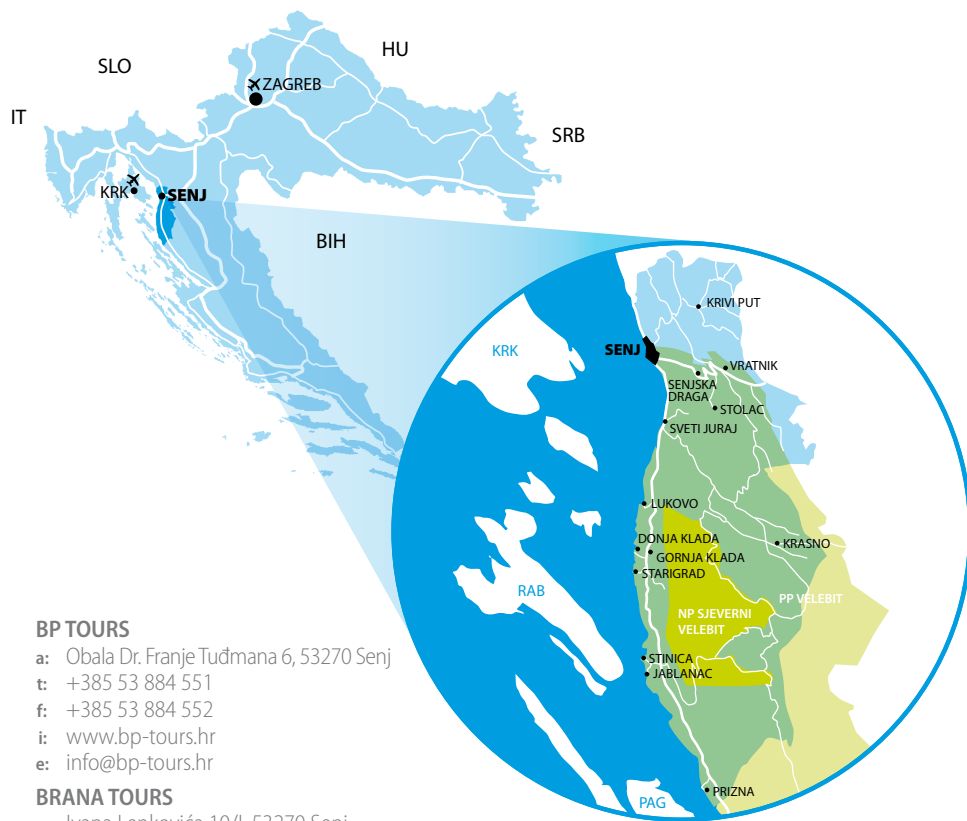 HU
SLO
ZAGREB
IT
SRB
KRK
SENJ
BIH
KRIVI PUT
KRK
SENJ
VRATNIK
SENJSKA
DRAGA
STOLAC
SVETI JURAJ
LUKOVO
DONJA KLADA
KRASNO
GORNJA KLADA
STARIGRAD
RAB
PP VELEBIT
NP SJEVERNI
VELEBIT
STINICA
JABLANAC
PRIZNA
PAG
BP TOURS
a: Obala Dr. Franje Tuđmana 6, 53270 Senj
t: +385 53 884 551
f: +385 53 884 552
i: www.bp-tours.hr
e: info@bp-tours.hr
BRANA TOURS
53270 Senj